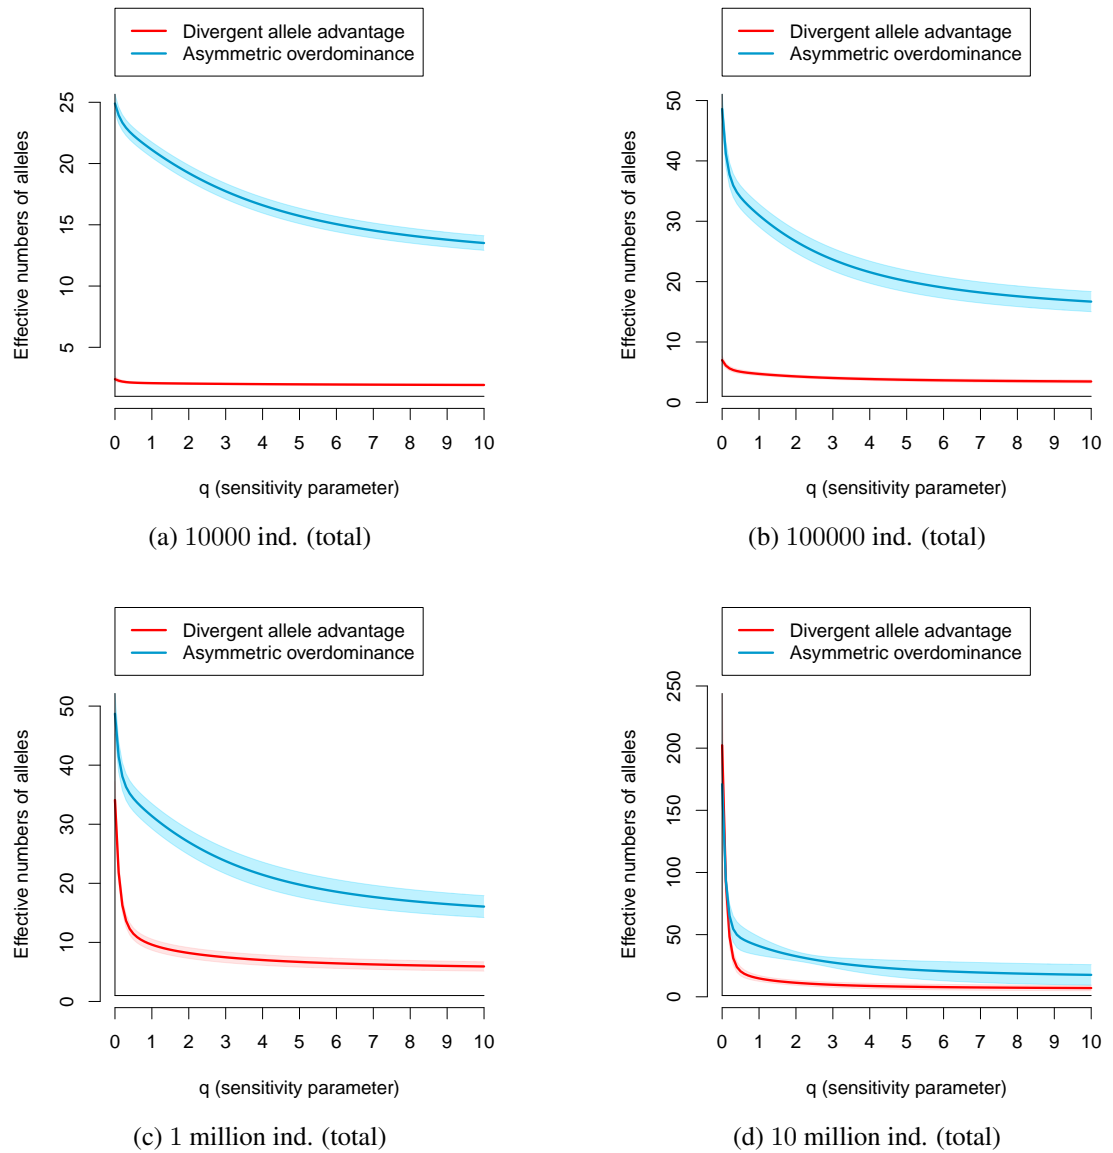 Divergent allele advantage
Asymmetric overdominance
Effective numbers of alleles
5 10 15 20 25
0 1 2 3 4 5 6 7 8 9 10
q (sensitivity parameter)
(a) 10000 ind. (total)
Divergent allele advantage
Asymmetric overdominance
Effective numbers of alleles
0 10 20 30 40 50
0 1 2 3 4 5 6 7 8 9 10
q (sensitivity parameter)
(b) 100000 ind. (total)
Divergent allele advantage
Asymmetric overdominance
Effective numbers of alleles
0 10 20 30 40 50
0 1 2 3 4 5 6 7 8 9 10
q (sensitivity parameter)
(c) 1 million ind. (total)
Divergent allele advantage
Asymmetric overdominance
Effective numbers of alleles
0 50 100 150 200 250
0 1 2 3 4 5 6 7 8 9 10
q (sensitivity parameter)
(d) 10 million ind. (total)